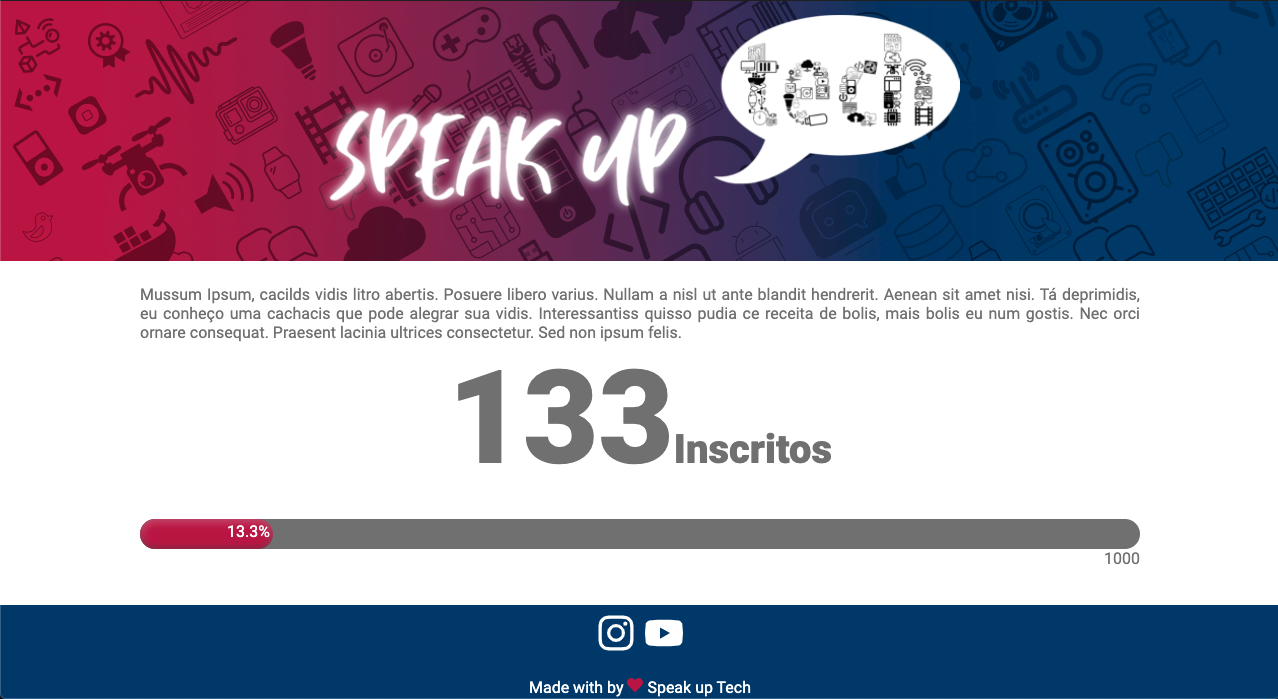 SPEAK UP
Tech
Mussum Ipsum, cacilds vidis litro abertis. Posuere libero varius. Nullam a nisl ut ante blandit hendrerit. Aenean sit amet nisi. Tá deprimidis,
eu conheço uma cachacis que pode alegrar sua vidis. Interessantiss quisso pudia ce receita de bolis, mais bolis eu num gostis. Nec orci
ornare consequat. Praesent lacinia ultrices consectetur. Sed non ipsum felis.
133Inscritos
13.3%
1000
Made with by ❤ Speak up Tech